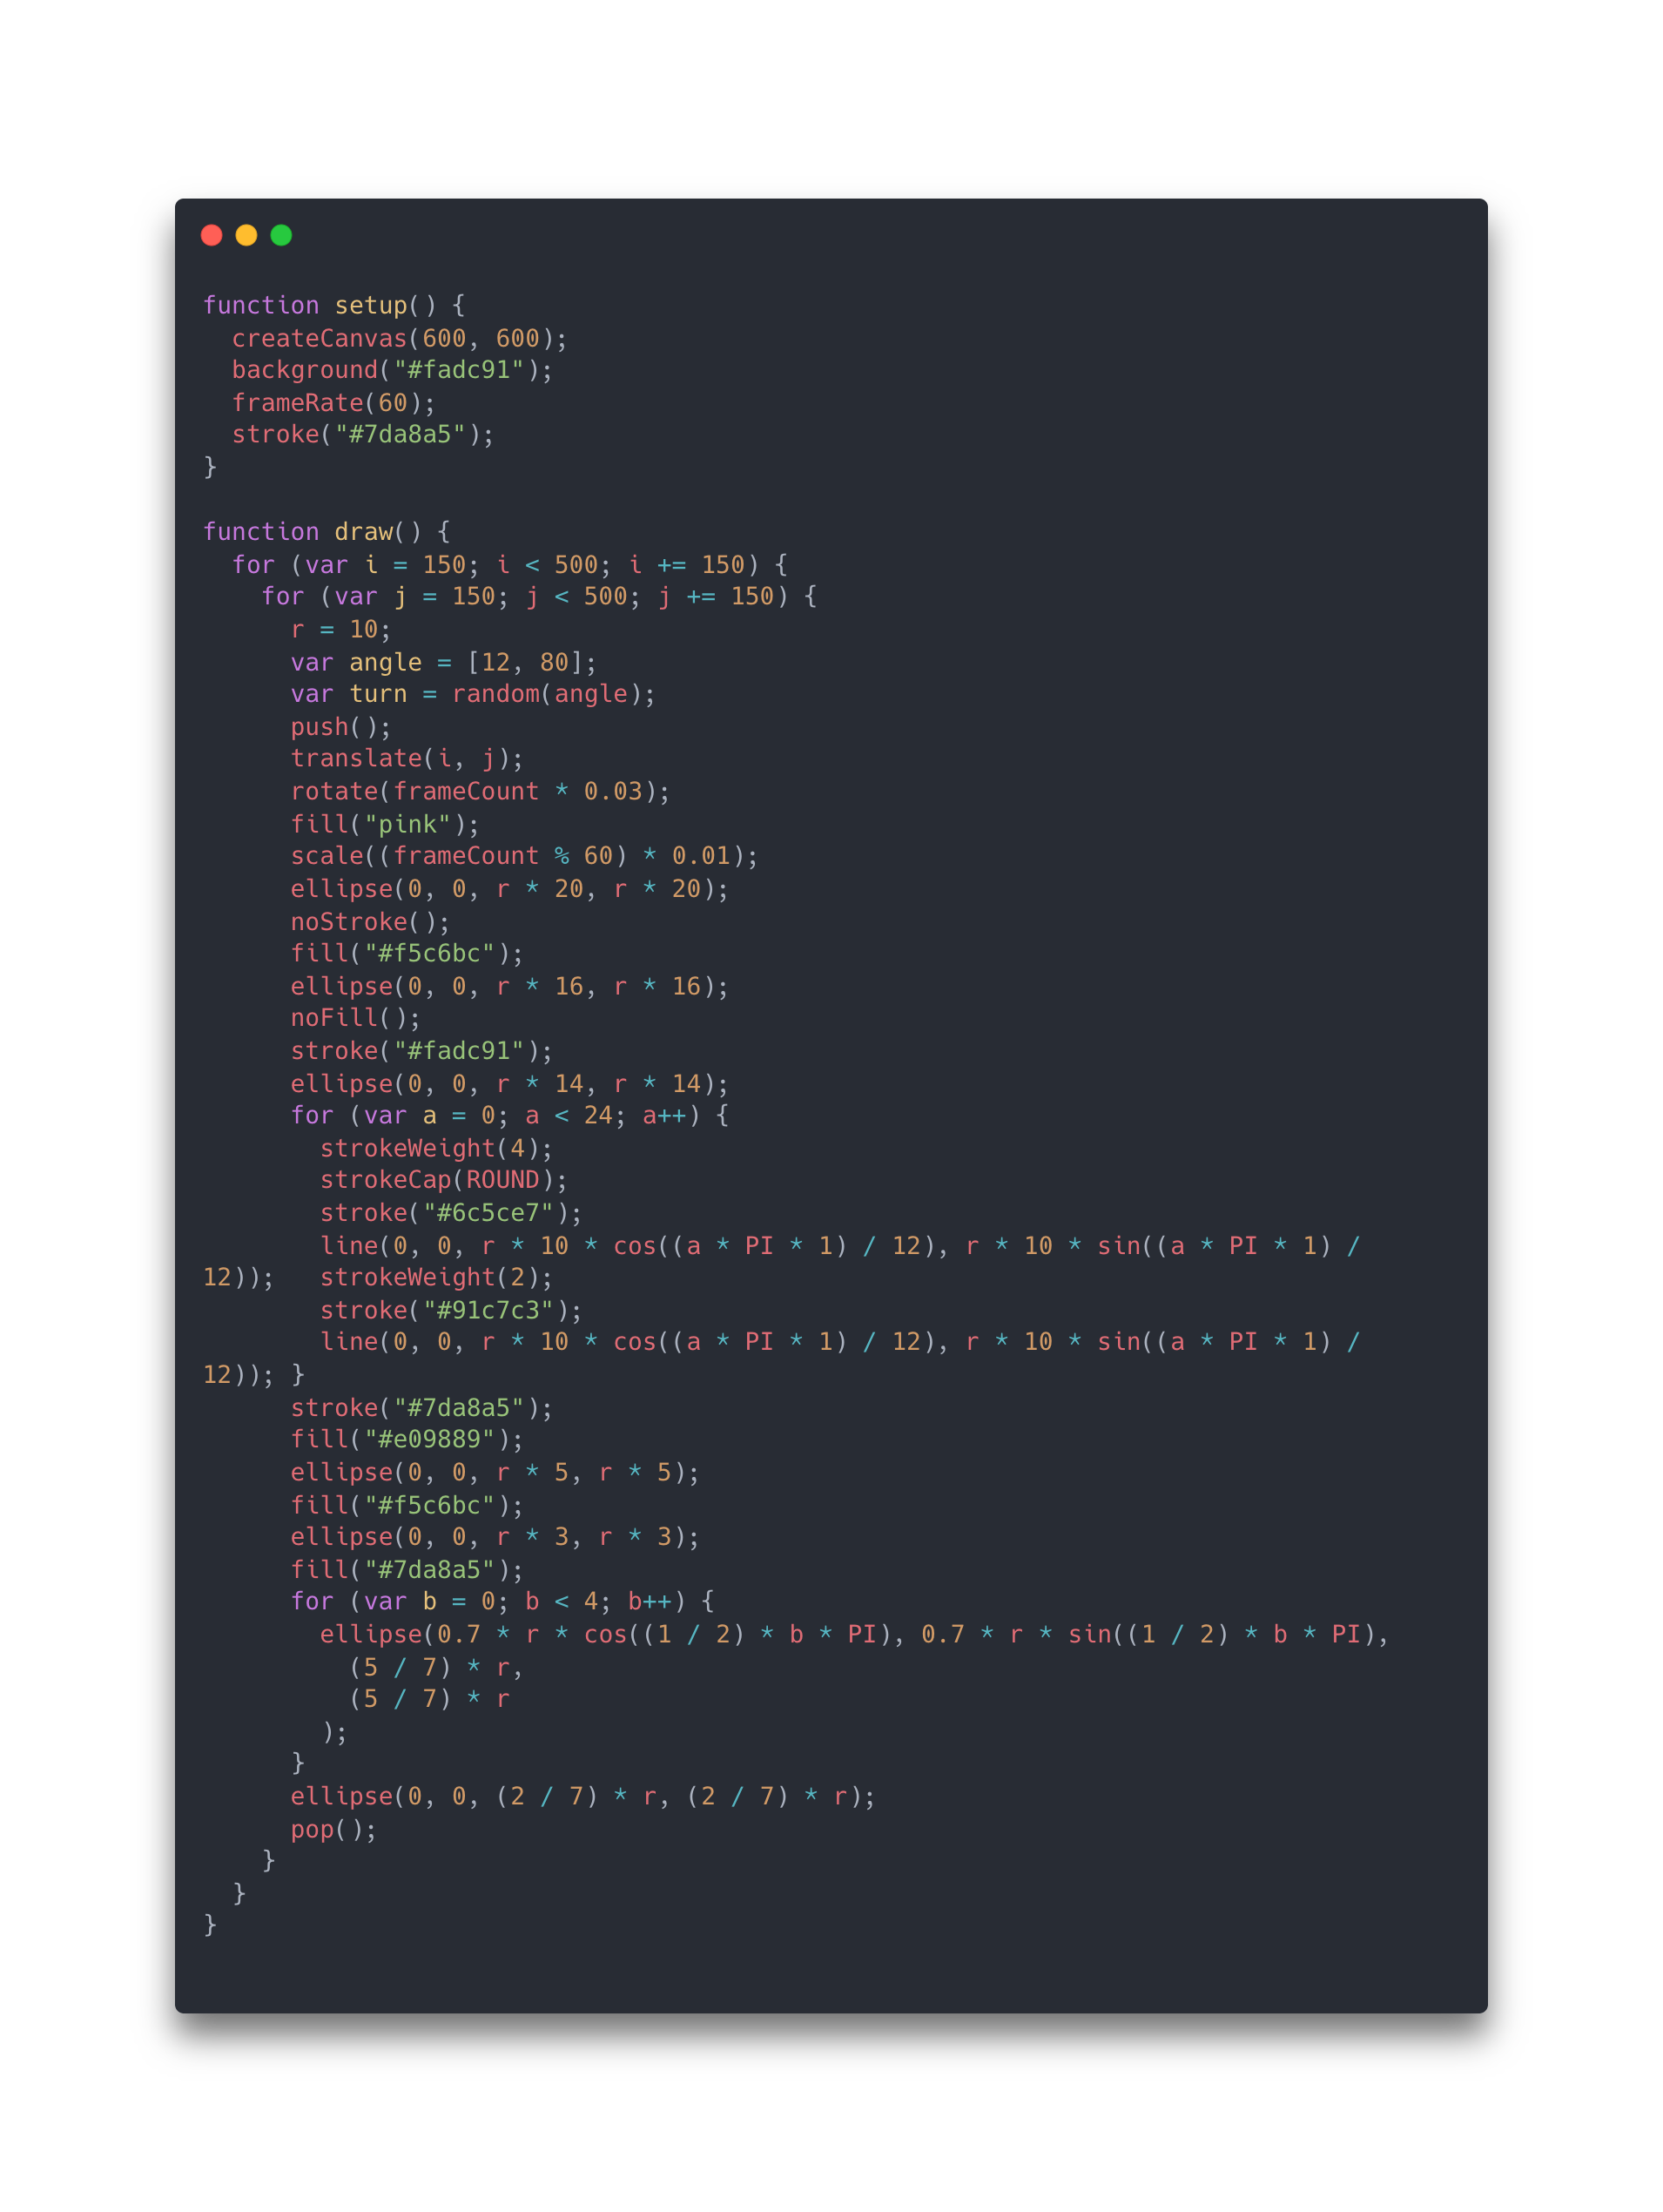 function setup() {
  createCanvas(600, 600);
  background("#fadc91");
  frameRate(60);
  stroke("#7da8a5");
}

function draw() {
  for (var i = 150; i < 500; i += 150) {
    for (var j = 150; j < 500; j += 150) {
      r = 10;
      var angle = [12, 80];
      var turn = random(angle);
      push();
      translate(i, j);
      rotate(frameCount * 0.03);
      fill("pink");
      scale((frameCount % 60) * 0.01);
      ellipse(0, 0, r * 20, r * 20);
      noStroke();
      fill("#f5c6bc");
      ellipse(0, 0, r * 16, r * 16);
      noFill();
      stroke("#fadc91");
      ellipse(0, 0, r * 14, r * 14);
      for (var a = 0; a < 24; a++) {
        strokeWeight(4);
        strokeCap(ROUND);
        stroke("#6c5ce7");
        line(0, 0, r * 10 * cos((a * PI * 1) / 12), r * 10 * sin((a * PI * 1) /
12));   strokeWeight(2);
        stroke("#91c7c3");
        line(0, 0, r * 10 * cos((a * PI * 1) / 12), r * 10 * sin((a * PI * 1) /
12)); }
      stroke("#7da8a5");
      fill("#e09889");
      ellipse(0, 0, r * 5, r * 5);
      fill("#f5c6bc");
      ellipse(0, 0, r * 3, r * 3);
      fill("#7da8a5");
      for (var b = 0; b < 4; b++) {
        ellipse(0.7 * r * cos((1 / 2) * b * PI), 0.7 * r * sin((1 / 2) * b * PI),
          (5 / 7) * r,
          (5 / 7) * r
        );
      }
      ellipse(0, 0, (2 / 7) * r, (2 / 7) * r);
      pop();
    }
  }
}